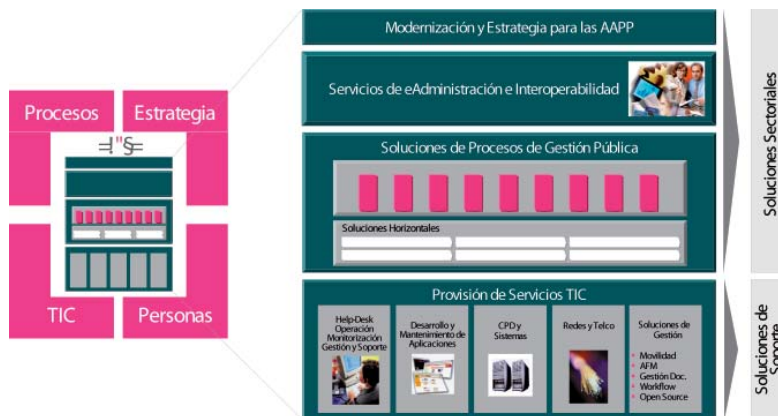 Procesos
Estrategia
TIC
Personas
Modernización y Estrategia para las AAPP
Servicios de eAdministración e Interoperabilidad
Soluciones de Procesos de Gestión Pública
Soluciones Horizontales
Provisión de Servicios TIC
Help-Desk
Operación
Monitorización
Gestión y Soporte
Desarrollo y
Mantenimiento de
Aplicaciones
CPD y
Sistemas
Redes y Telco
Soluciones de
Gestión
Movilidad
AFM
Gestión Doc.
Workflow
Open Source
Soluciones Sectoriales
Soluciones de
Soporte